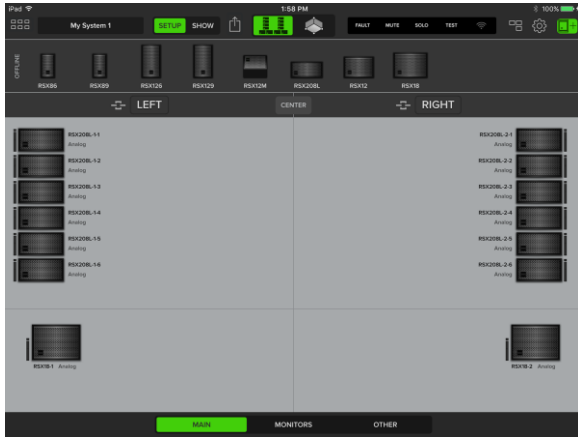 iPad 1:58 PM 100%
My System 1 SETUP SHOW FAULT MUTE SOLO TEST
OFFLINE
RSX86 RSX89 RSX126 RSX129 RSX12M RSX208L RSX12 RSX18
LEFT CENTER RIGHT
RSX208L-1-1 RSX208L-2-1
Analog Analog
RSX208L-1-2 RSX208L-2-2
Analog Analog
RSX208L-1-3 RSX208L-2-3
Analog Analog
RSX208L-1-4 RSX208L-2-4
Analog Analog
RSX208L-1-5 RSX208L-2-5
Analog Analog
RSX208L-1-6 RSX208L-2-6
Analog Analog
RSX18-1 Analog RSX18-2 Analog
MAIN MONITORS OTHER